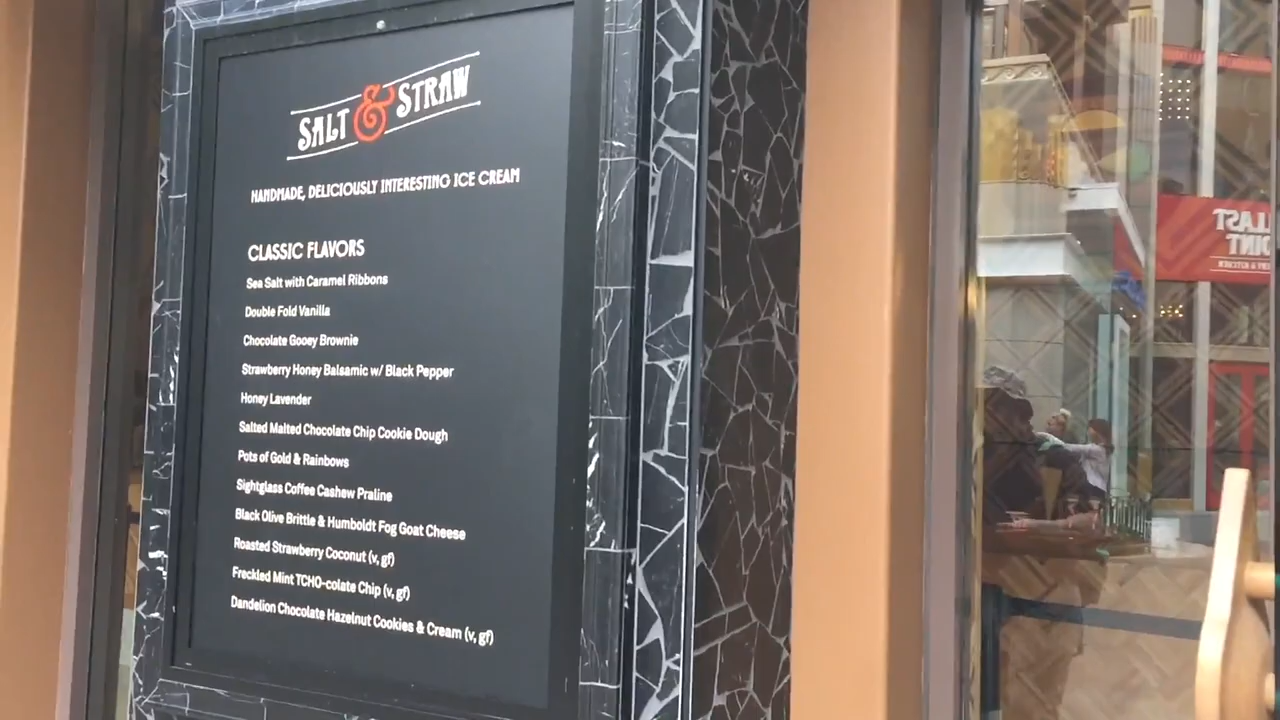 SALT & STRAW
HANDMADE, DELICIOUSLY INTERESTING ICE CREAM
CLASSIC FLAVORS
Sea Salt with Caramel Ribbons
Double Fold Vanilla
Chocolate Gooey Brownie
Strawberry Honey Balsamic w/ Black Pepper
Honey Lavender
Salted Malted Chocolate Chip Cookie Dough
Pots of Gold & Rainbows
Sightglass Coffee Cashew Praline
Black Olive Brittle & Humboldt Fog Goat Cheese
Roasted Strawberry Coconut (v, gf)
Freckled Mint TCHO-colate Chip (v, gf)
Dandelion Chocolate Hazelnut Cookies & Cream (v, gf)
LAST
& KITCHEN